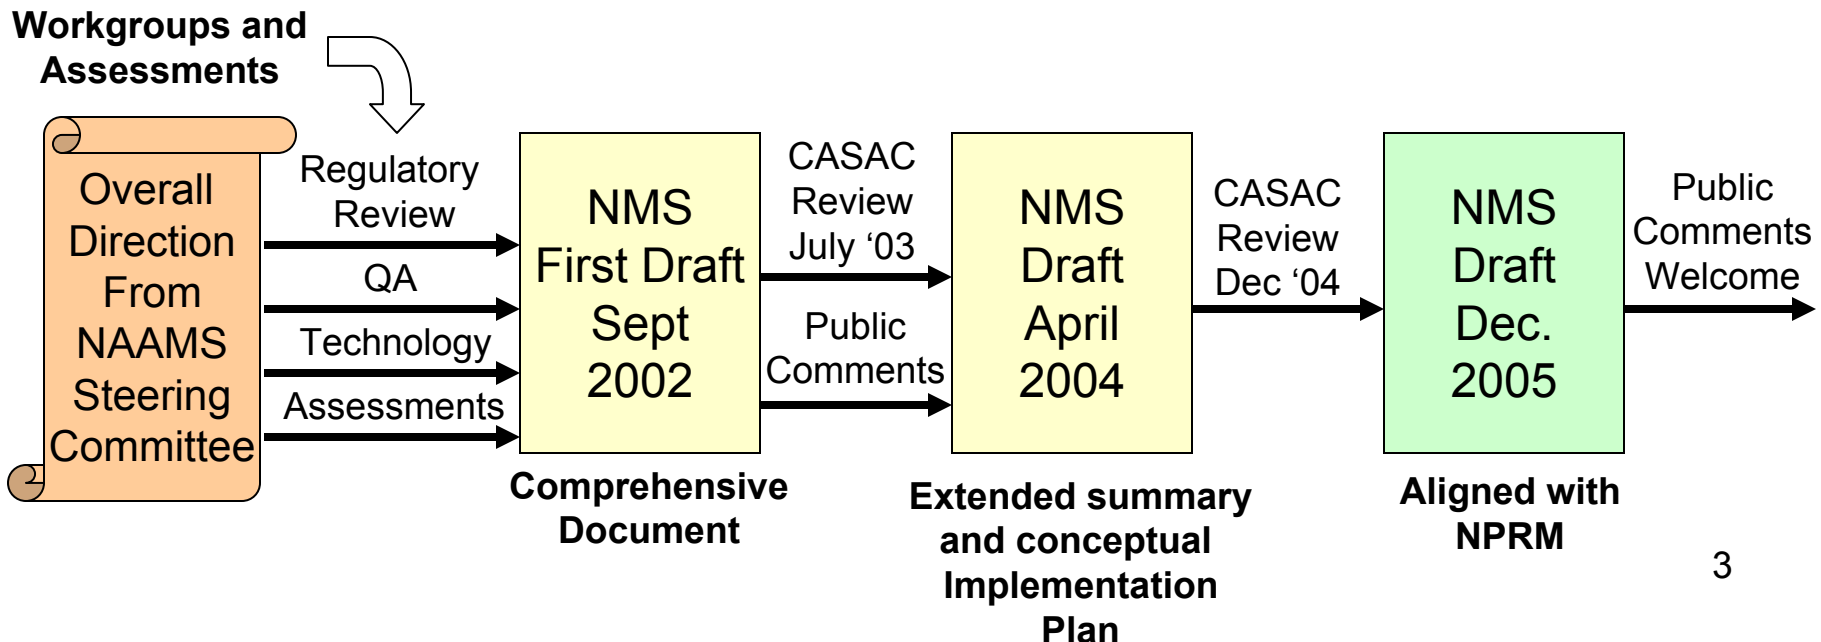 Workgroups and
Assessments
Overall
Direction
From
NAAMS
Steering
Committee
Regulatory
Review
QA
Technology
Assessments
NMS
First Draft
Sept
2002
Comprehensive
Document
CASAC
Review
July ‘03
Public
Comments
NMS
Draft
April
2004
Extended summary
and conceptual
Implementation
Plan
CASAC
Review
Dec ‘04
NMS
Draft
Dec.
2005
Aligned with
NPRM
Public
Comments
Welcome
3